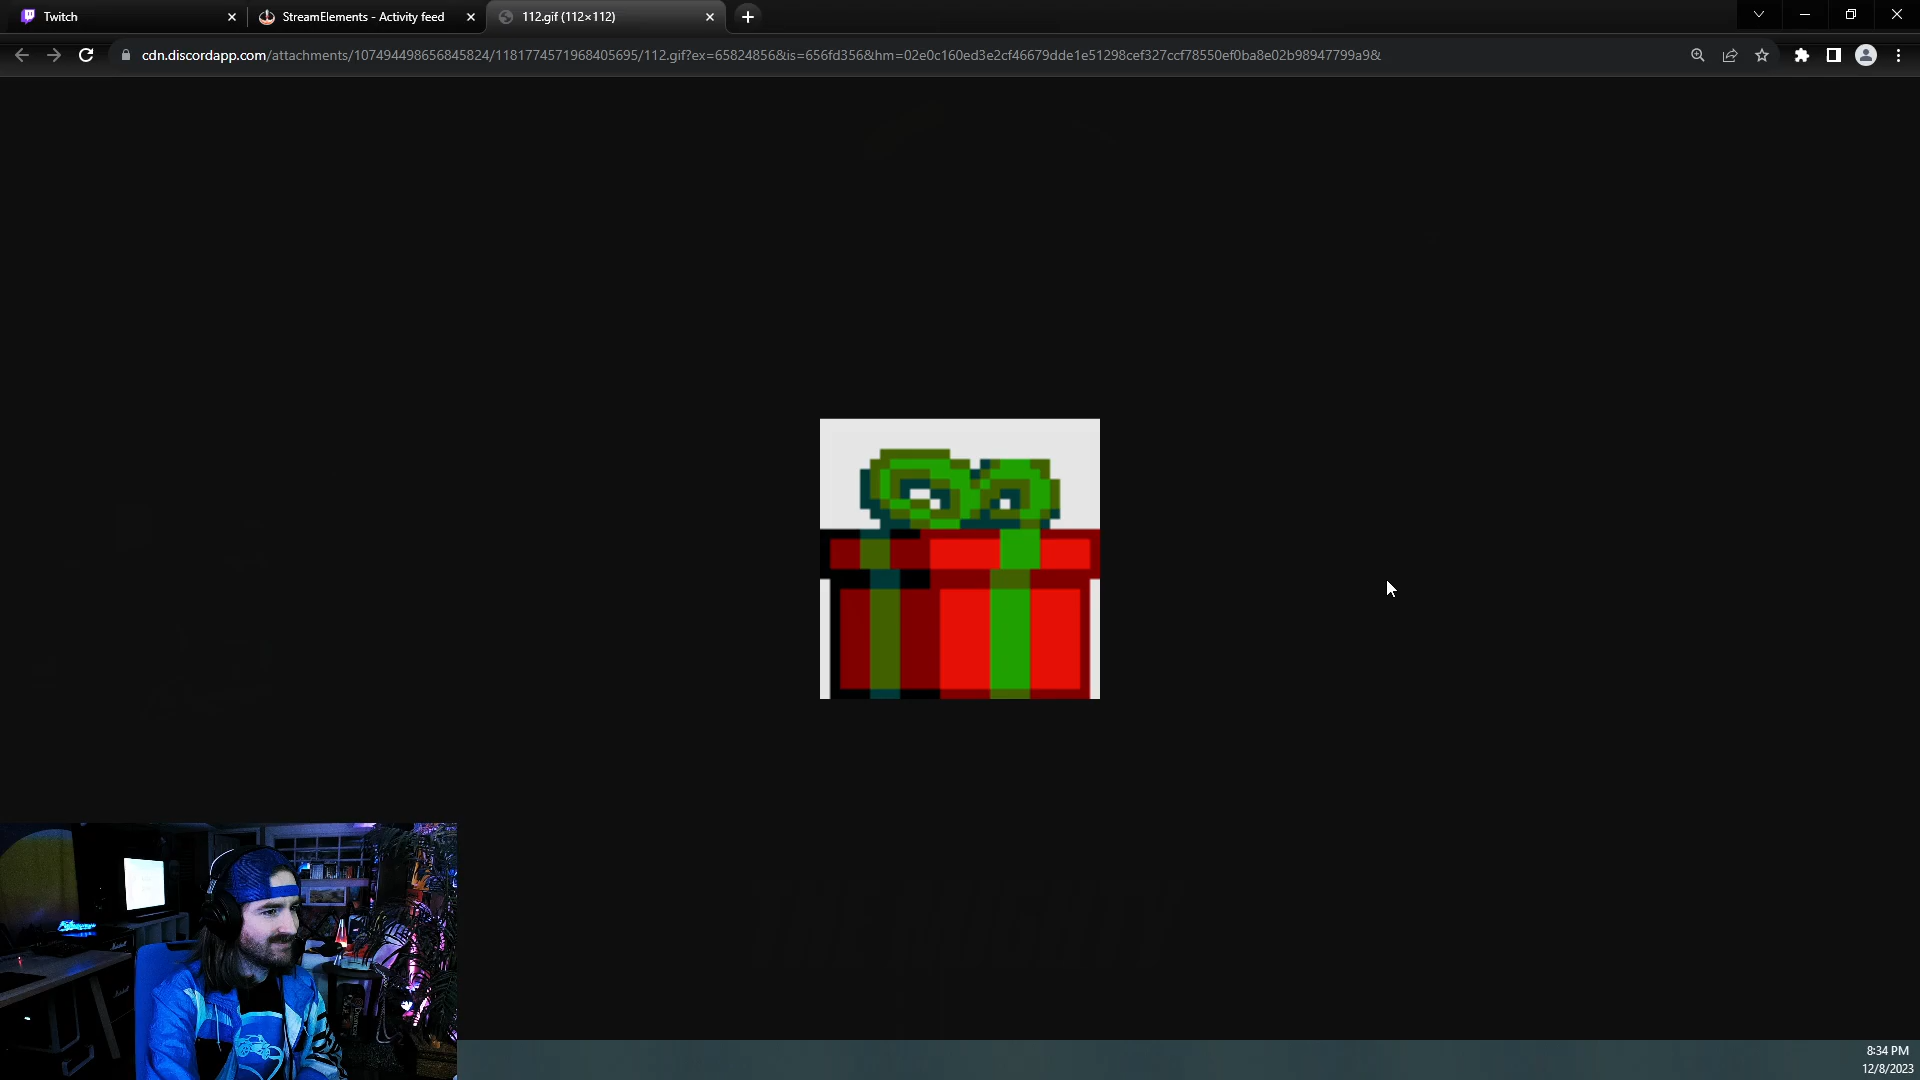 Twitch
StreamElements - Activity feed
112.gif (112×112)
cdn.discordapp.com/attachments/107494498656845824/1181774571968405695/112.gif?ex=65824856&is=656fd356&hm=02e0c160ed3e2cf46679dde1e51298cef327ccf78550ef0ba8e02b98947799a9&
8:34 PM
12/8/2023